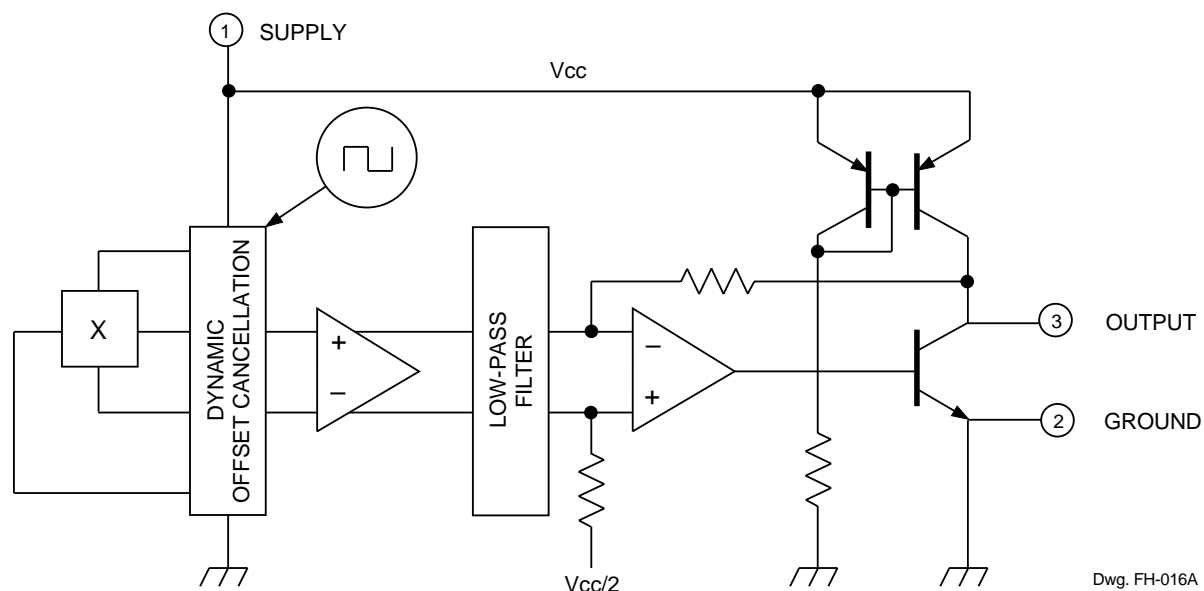 1 SUPPLY
Vcc
X
DYNAMIC
OFFSET CANCELLATION
+
−
LOW-PASS
FILTER
−
+
3 OUTPUT
2 GROUND
Vcc/2
Dwg. FH-016A